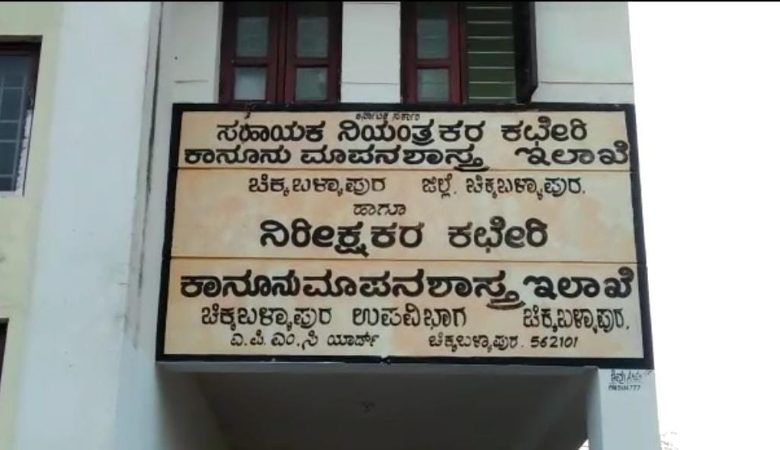 ಕರ್ನಾಟಕ ಸರ್ಕಾರ
ಸಹಾಯಕ ನಿಯಂತ್ರಕರ ಕಛೇರಿ
ಕಾನೂನು ಮಾಪನಶಾಸ್ತ್ರ ಇಲಾಖೆ
ಚಿಕ್ಕಬಳ್ಳಾಪುರ ಜಿಲ್ಲೆ, ಚಿಕ್ಕಬಳ್ಳಾಪುರ.
ಹಾಗೂ
ನಿರೀಕ್ಷಕರ ಕಛೇರಿ
ಕಾನೂನುಮಾಪನಶಾಸ್ತ್ರ ಇಲಾಖೆ
ಚಿಕ್ಕಬಳ್ಳಾಪುರ ಉಪವಿಭಾಗ ಚಿಕ್ಕಬಳ್ಳಾಪುರ.
ಎ.ಪಿ.ಎಂ.ಸಿ ಯಾರ್ಡ್ ಚಿಕ್ಕಬಳ್ಳಾಪುರ. 562101